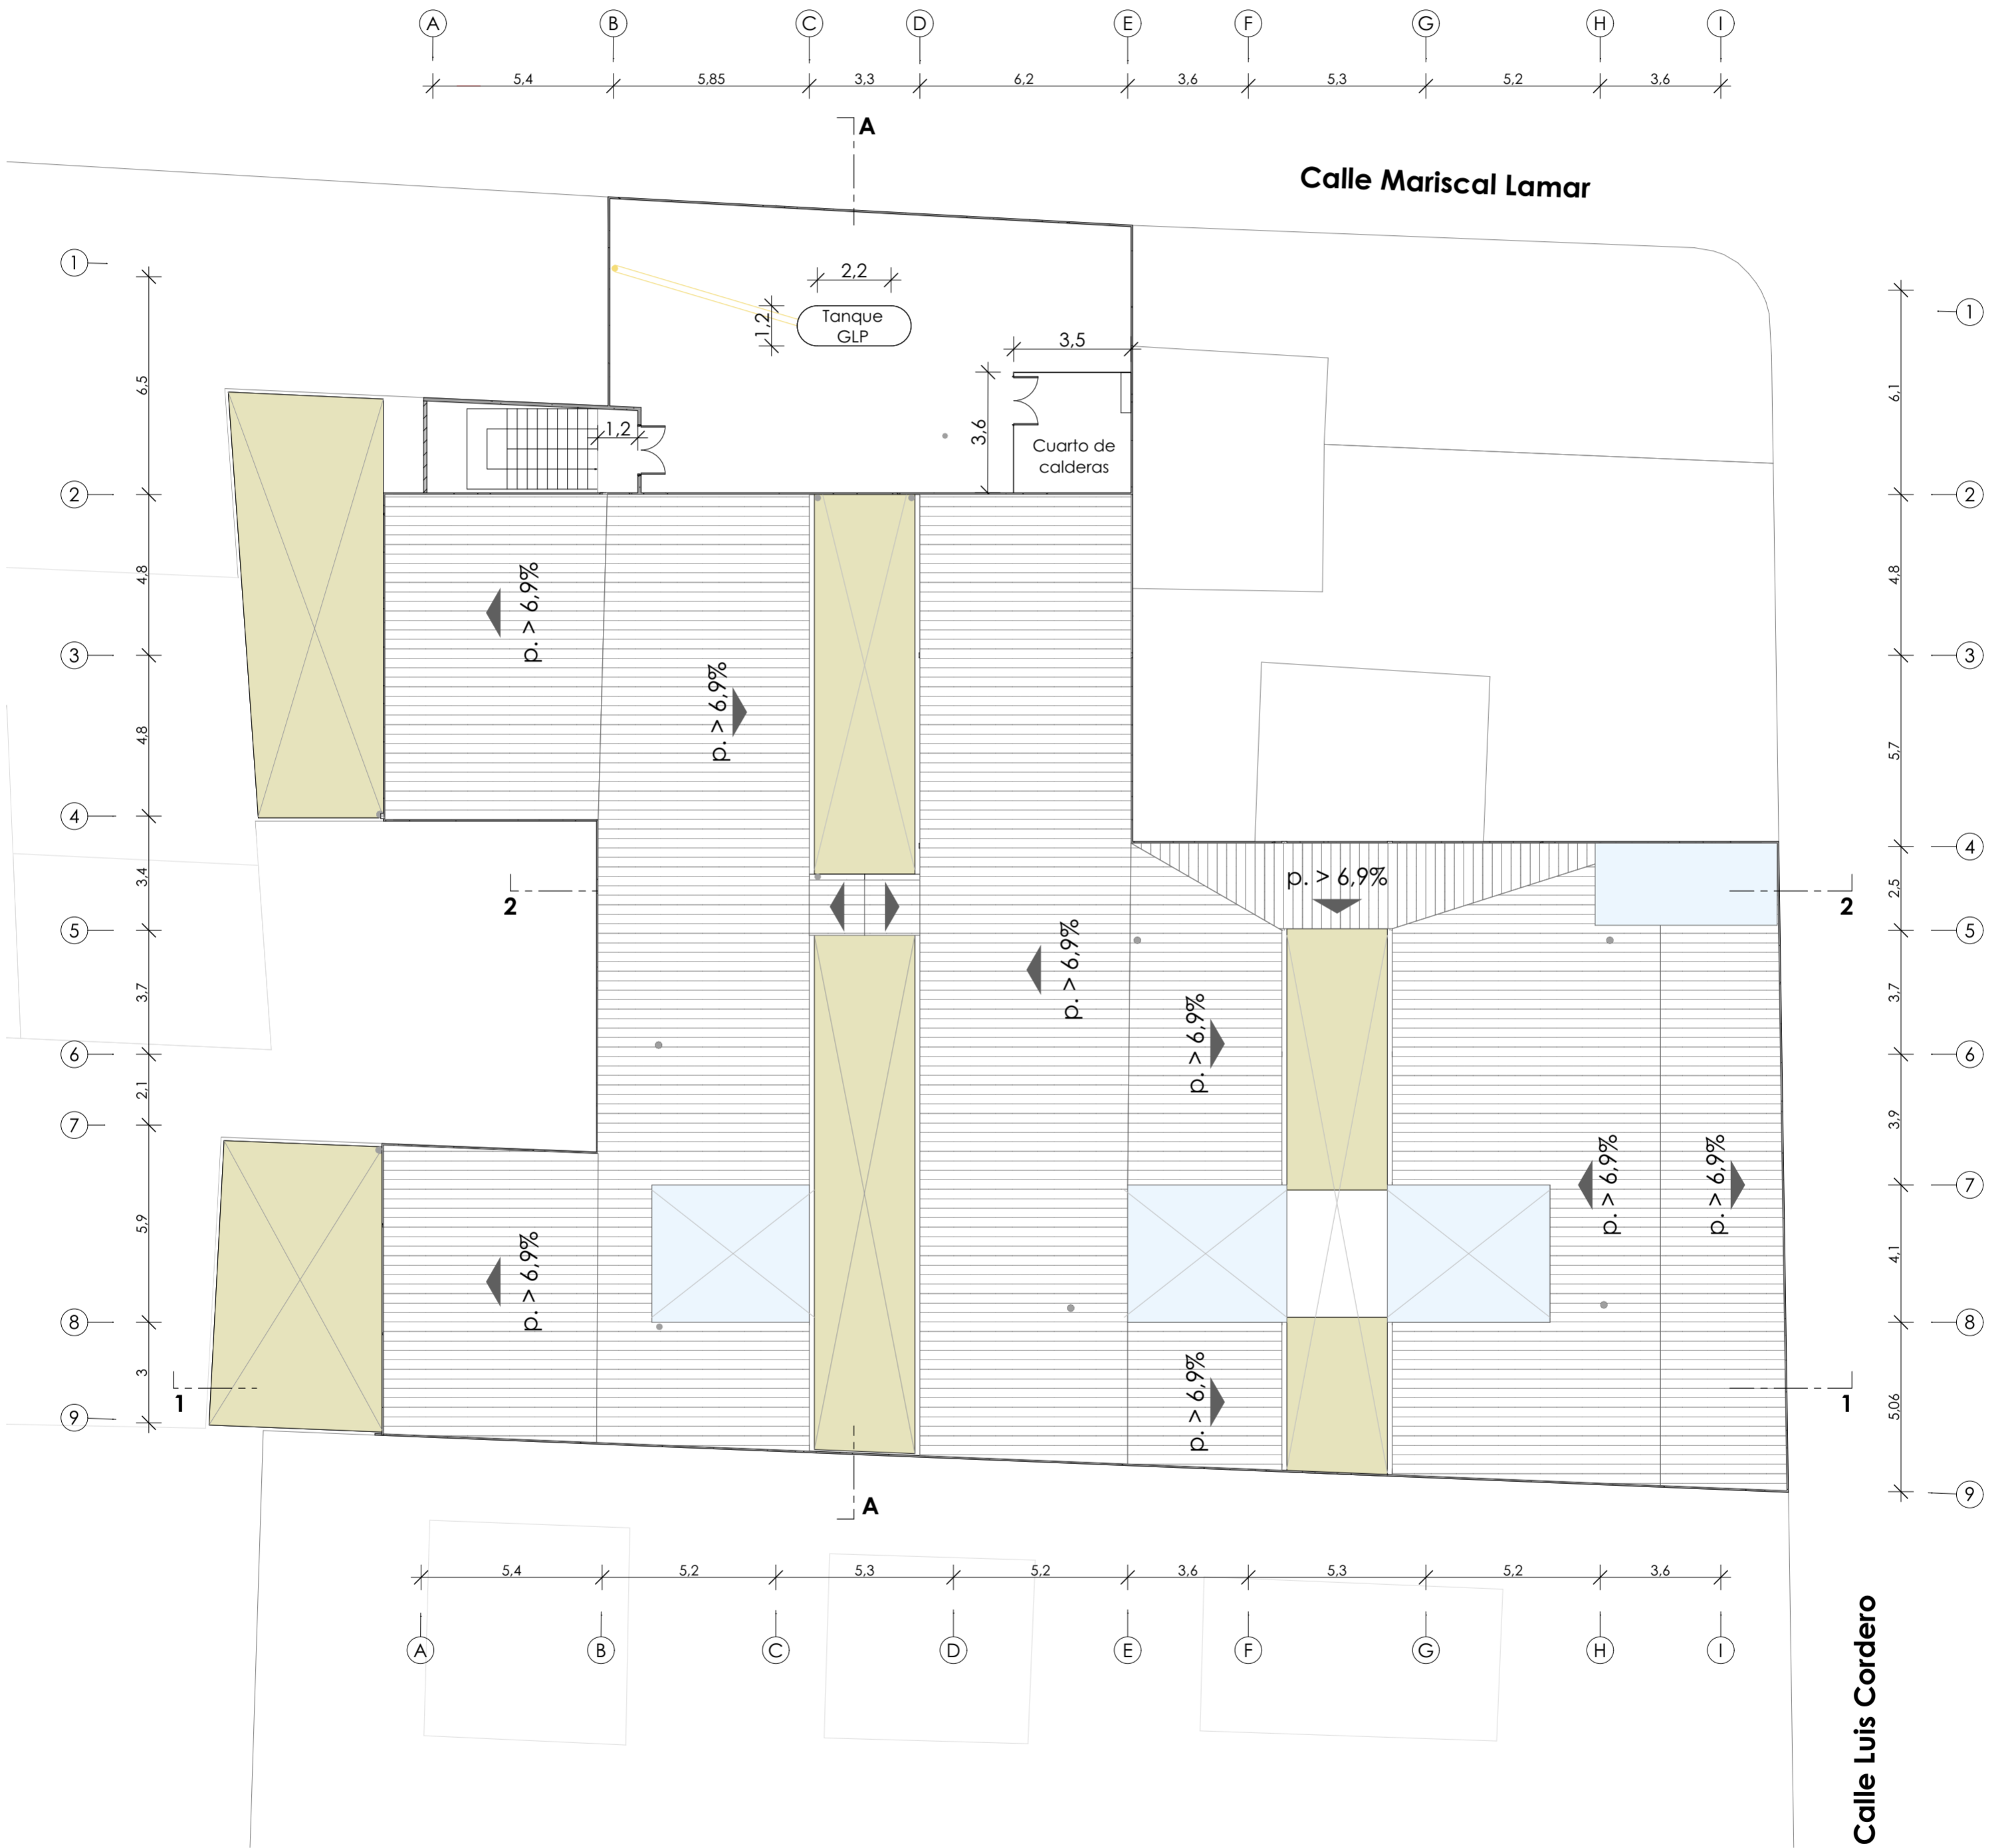 A B C D E F G H I
5,4 5,85 3,3 6,2 3,6 5,3 5,2 3,6
A
Calle Mariscal Lamar
1
1
2,2
Tanque
GLP
1,2
3,5
6,5
6,1
1,2
3,6
Cuarto de
calderas
2
2
4,8
4,8
p. > 6,9%
3
3
p. > 6,9%
4,8
5,7
4
4
p. > 6,9%
3,4
2,5
2
2
5
5
p. > 6,9%
3,7
3,7
p. > 6,9%
6
6
2,1
3,9
7
p. > 6,9%
p. > 6,9%
7
5,9
4,1
p. > 6,9%
8
8
3
p. > 6,9%
5,06
1
1
9
9
A
5,4 5,2 5,3 5,2 3,6 5,3 5,2 3,6
A B C D E F G H I
Calle Luis Cordero